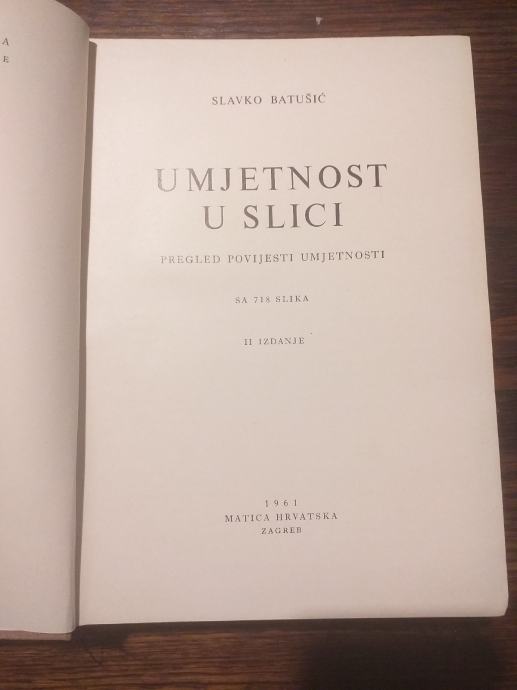 A
E
SLAVKO BATUŠIĆ
UMJETNOST
U SLICI
PREGLED POVIJESTI UMJETNOSTI
SA 718 SLIKA
II IZDANJE
1961
MATICA HRVATSKA
ZAGREB